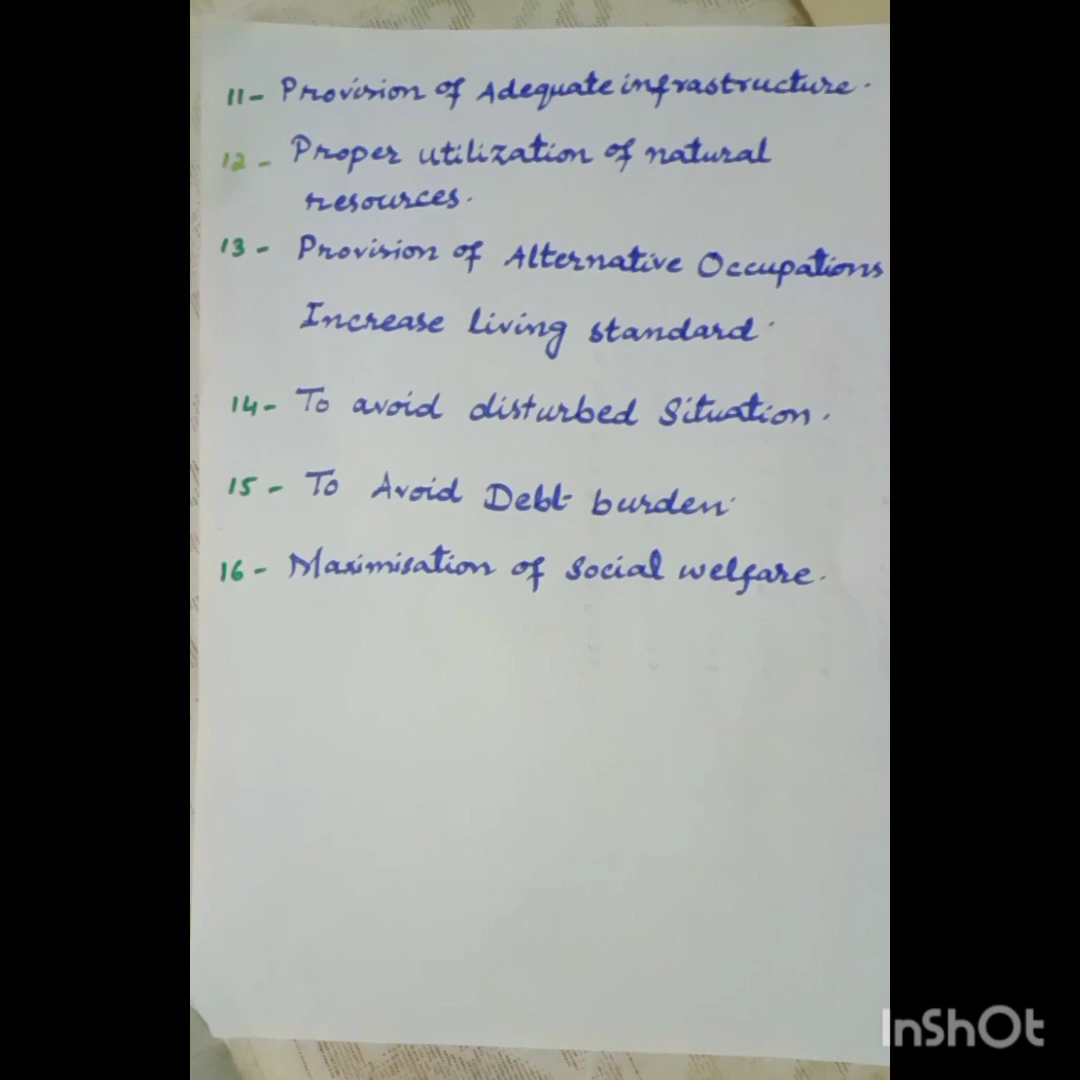 11- Provision of Adequate infrastructure.
12- Proper utilization of natural
resources.
13- Provision of Alternative Occupations
Increase living standard.
14- To avoid disturbed Situation.
15- To Avoid Debt burden.
16- Maximisation of Social welfare.
InShOt